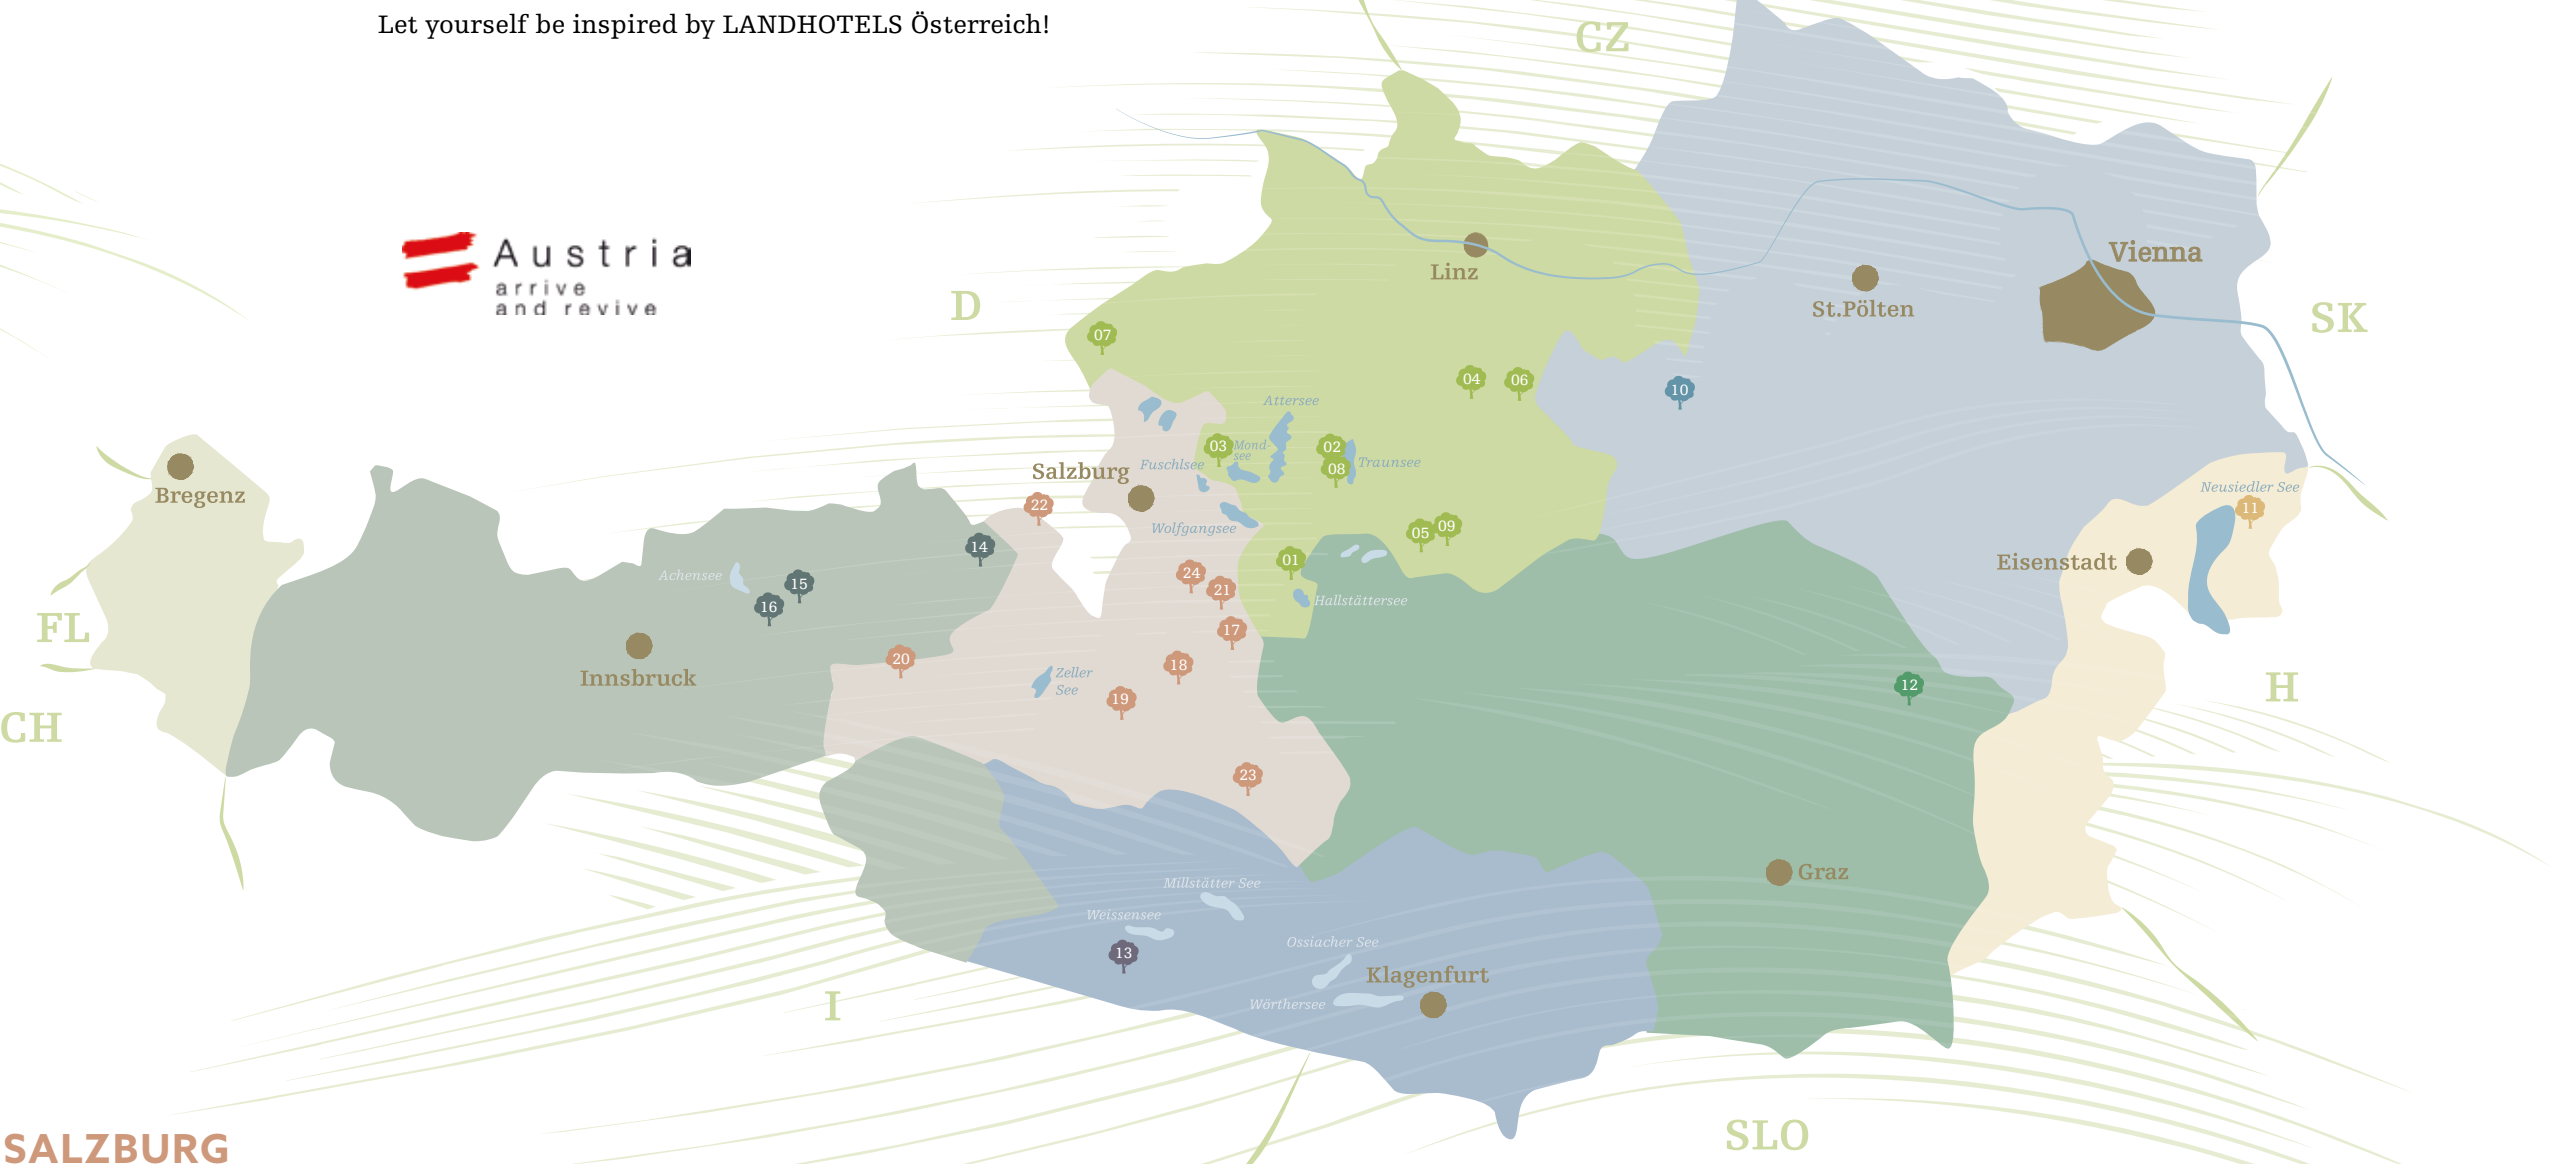 Let yourself be inspired by LANDHOTELS Österreich!
CZ
Austria
arrive
and revive
D
Linz
St.Pölten
Vienna
SK
07
04
06
10
Attersee
03
Mond-
see
02
08
Traunsee
Fuschlsee
Salzburg
Bregenz
22
Wolfgangsee
05
09
Neusiedler See
11
Eisenstadt
14
01
Achensee
15
16
24
21
Hallstättersee
FL
17
Innsbruck
20
18
Zeller
See
19
12
H
CH
23
Graz
Millstätter See
Weissensee
13
Ossiacher See
Klagenfurt
Wörthersee
I
SLO
SALZBURG